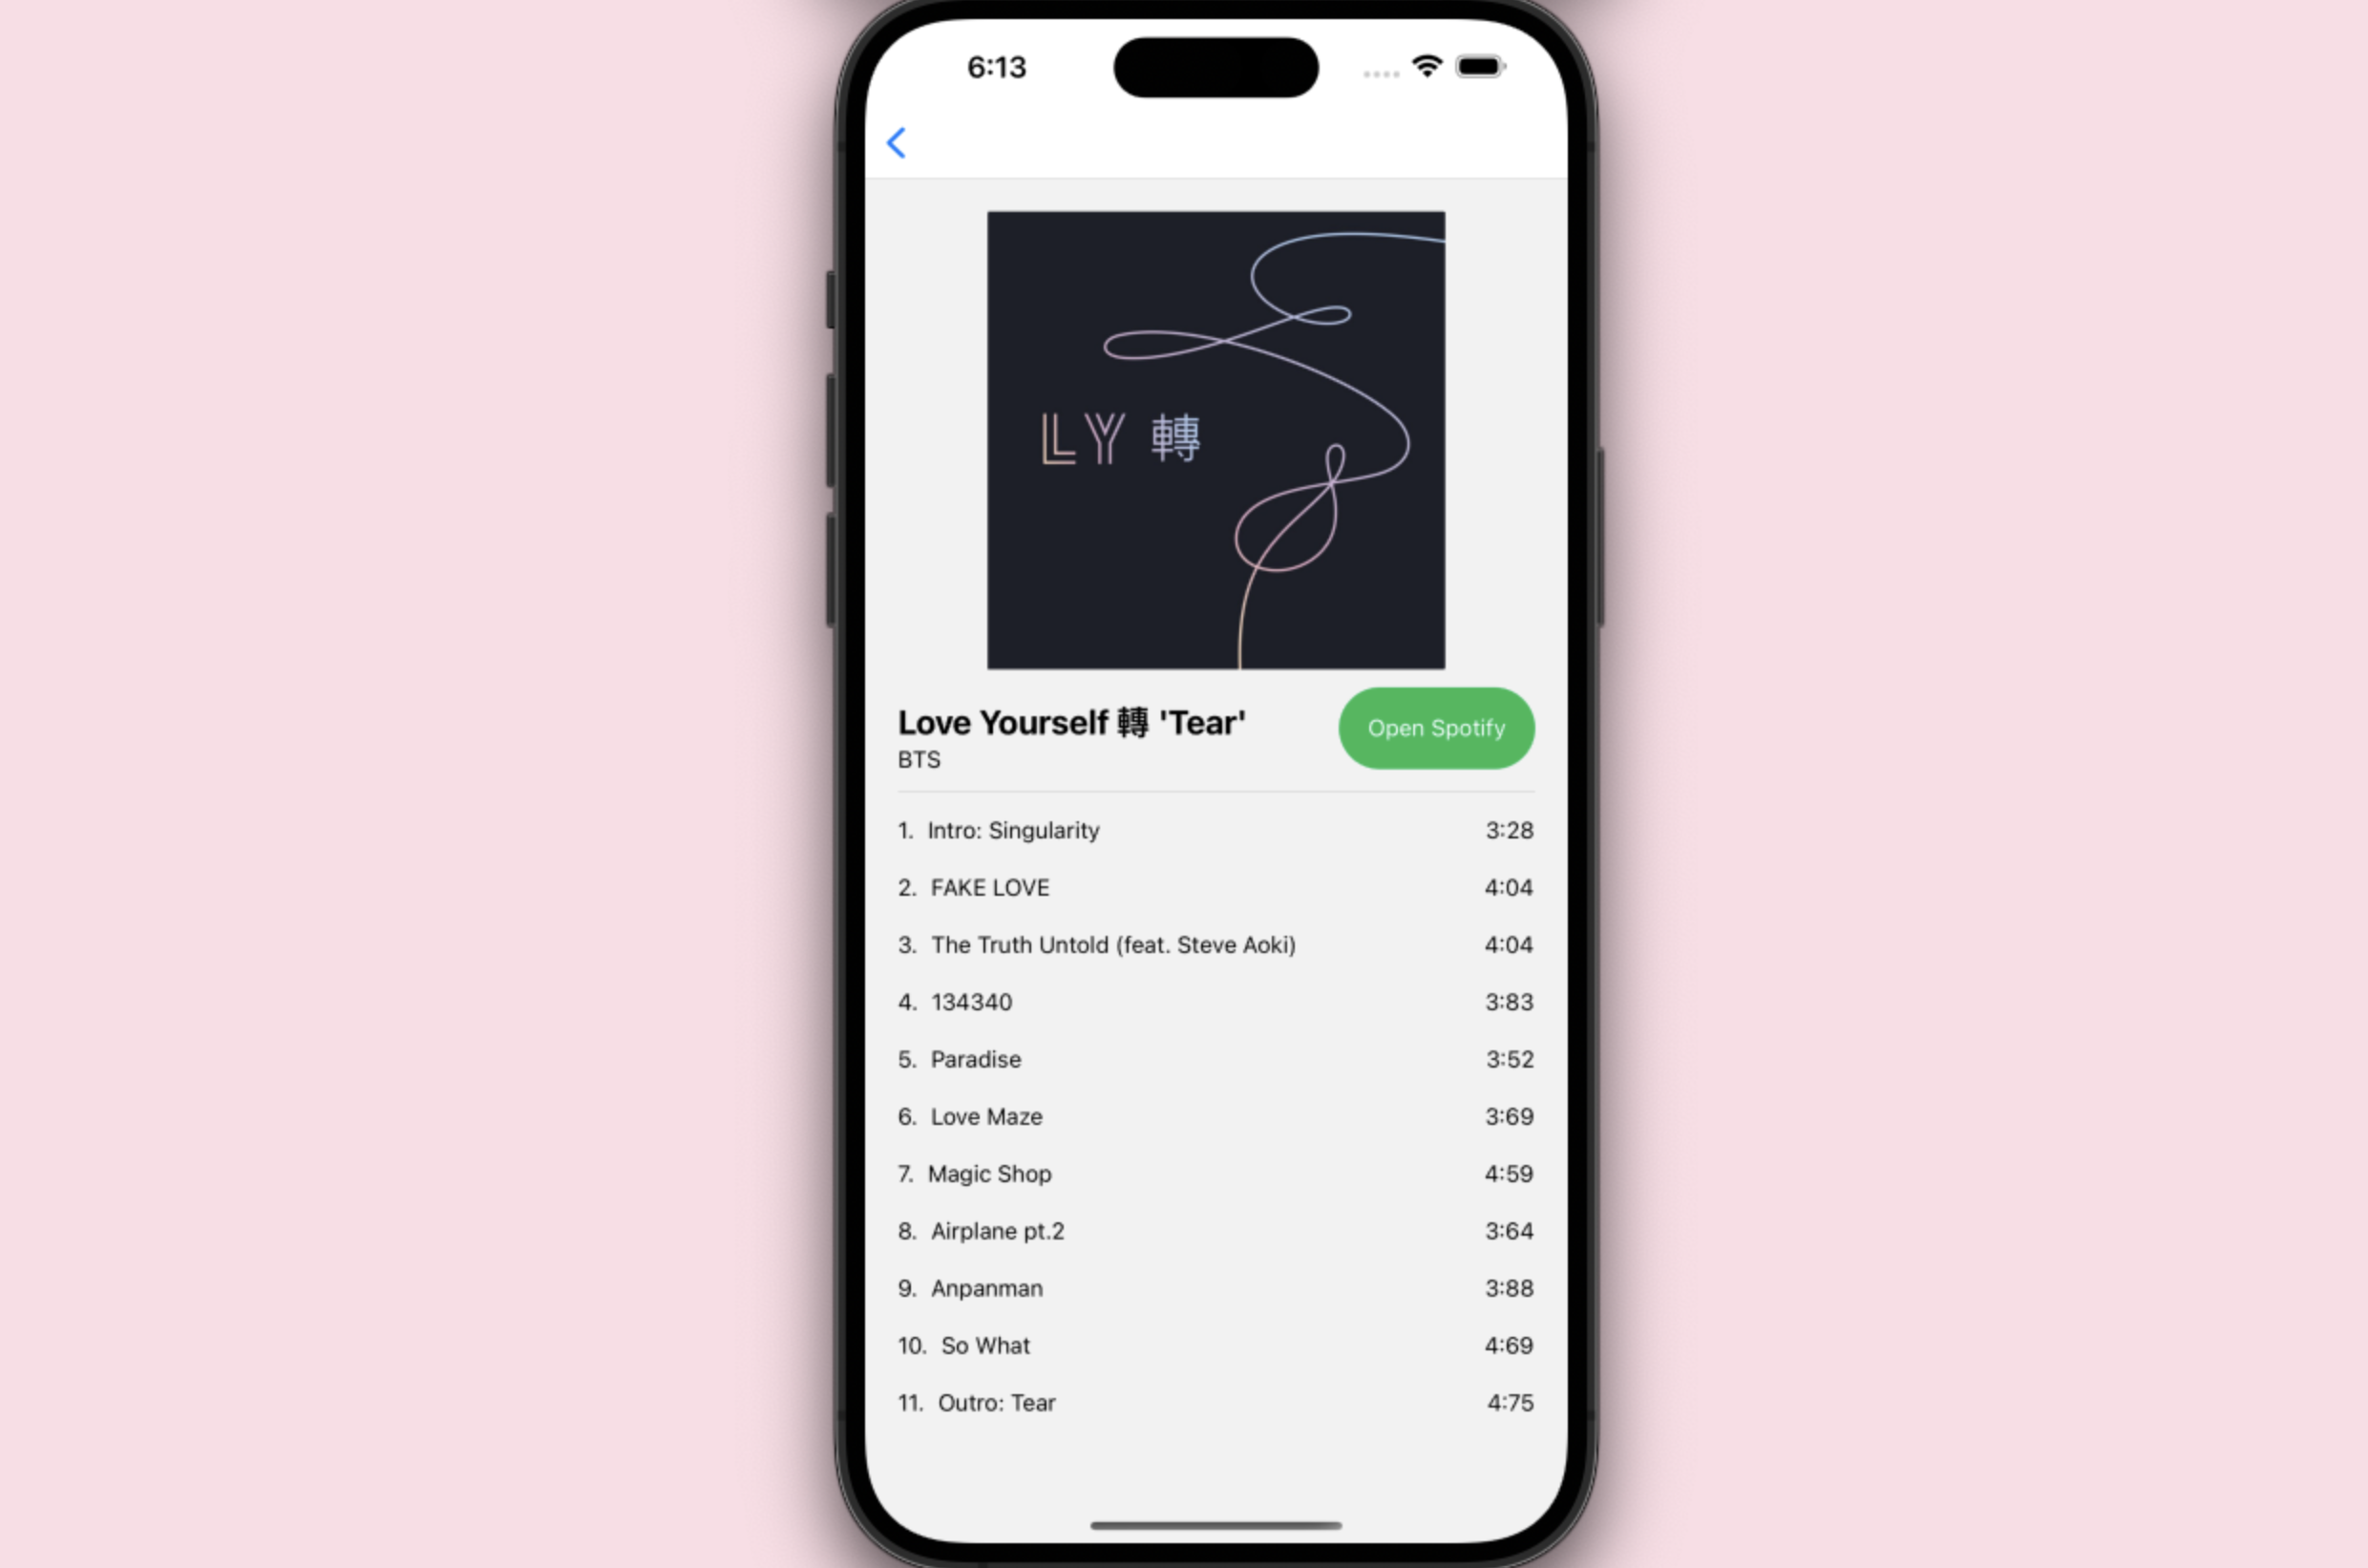 6:13
LY 轉
Love Yourself 轉 'Tear'
Open Spotify
BTS
1. Intro: Singularity 3:28
2. FAKE LOVE 4:04
3. The Truth Untold (feat. Steve Aoki) 4:04
4. 134340 3:83
5. Paradise 3:52
6. Love Maze 3:69
7. Magic Shop 4:59
8. Airplane pt.2 3:64
9. Anpanman 3:88
10. So What 4:69
11. Outro: Tear 4:75